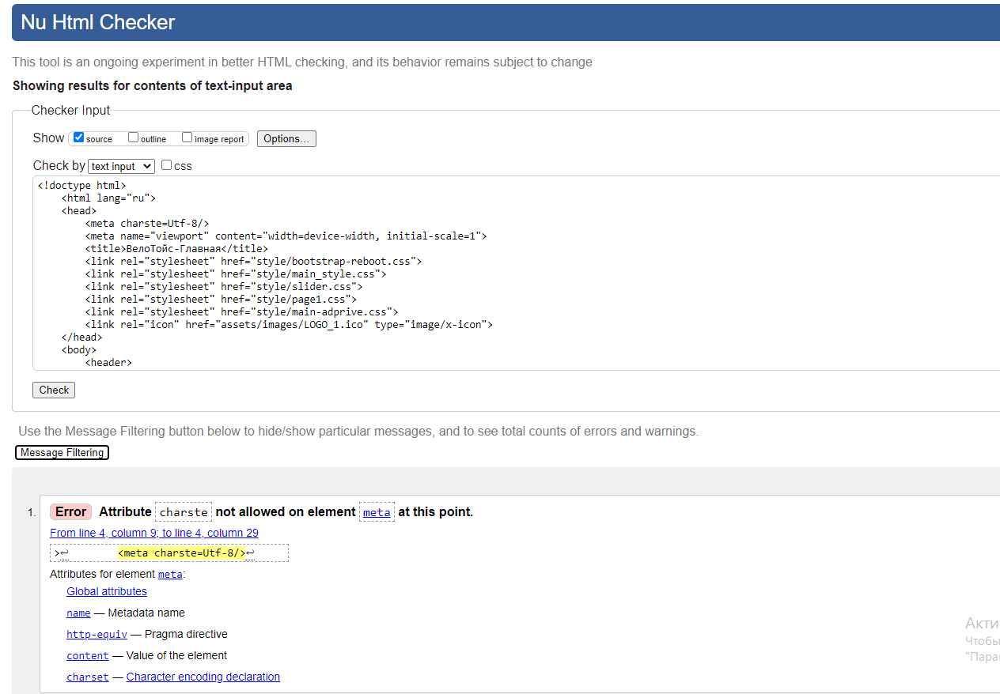 Nu Html Checker
This tool is an ongoing experiment in better HTML checking, and its behavior remains subject to change
Showing results for contents of text-input area
Checker Input
Show source outline image report Options...
Check by text input css
<!doctype html>
<html lang="ru">
<head>
<meta charste=Utf-8/>
<meta name="viewport" content="width=device-width, initial-scale=1">
<title>ВелоТойс-Главная</title>
<link rel="stylesheet" href="style/bootstrap-reboot.css">
<link rel="stylesheet" href="style/main_style.css">
<link rel="stylesheet" href="style/slider.css">
<link rel="stylesheet" href="style/page1.css">
<link rel="stylesheet" href="style/main-adprive.css">
<link rel="icon" href="assets/images/LOGO_1.ico" type="image/x-icon">
</head>
<body>
<header>
Check
Use the Message Filtering button below to hide/show particular messages, and to see total counts of errors and warnings.
Message Filtering
1. Error Attribute charste not allowed on element meta at this point.
From line 4, column 9; to line 4, column 29
>↩ <meta charste=Utf-8/>↩
Attributes for element meta:
Global attributes
name — Metadata name
http-equiv — Pragma directive
content — Value of the element
charset — Character encoding declaration
Акти
Чтобы
"Пара